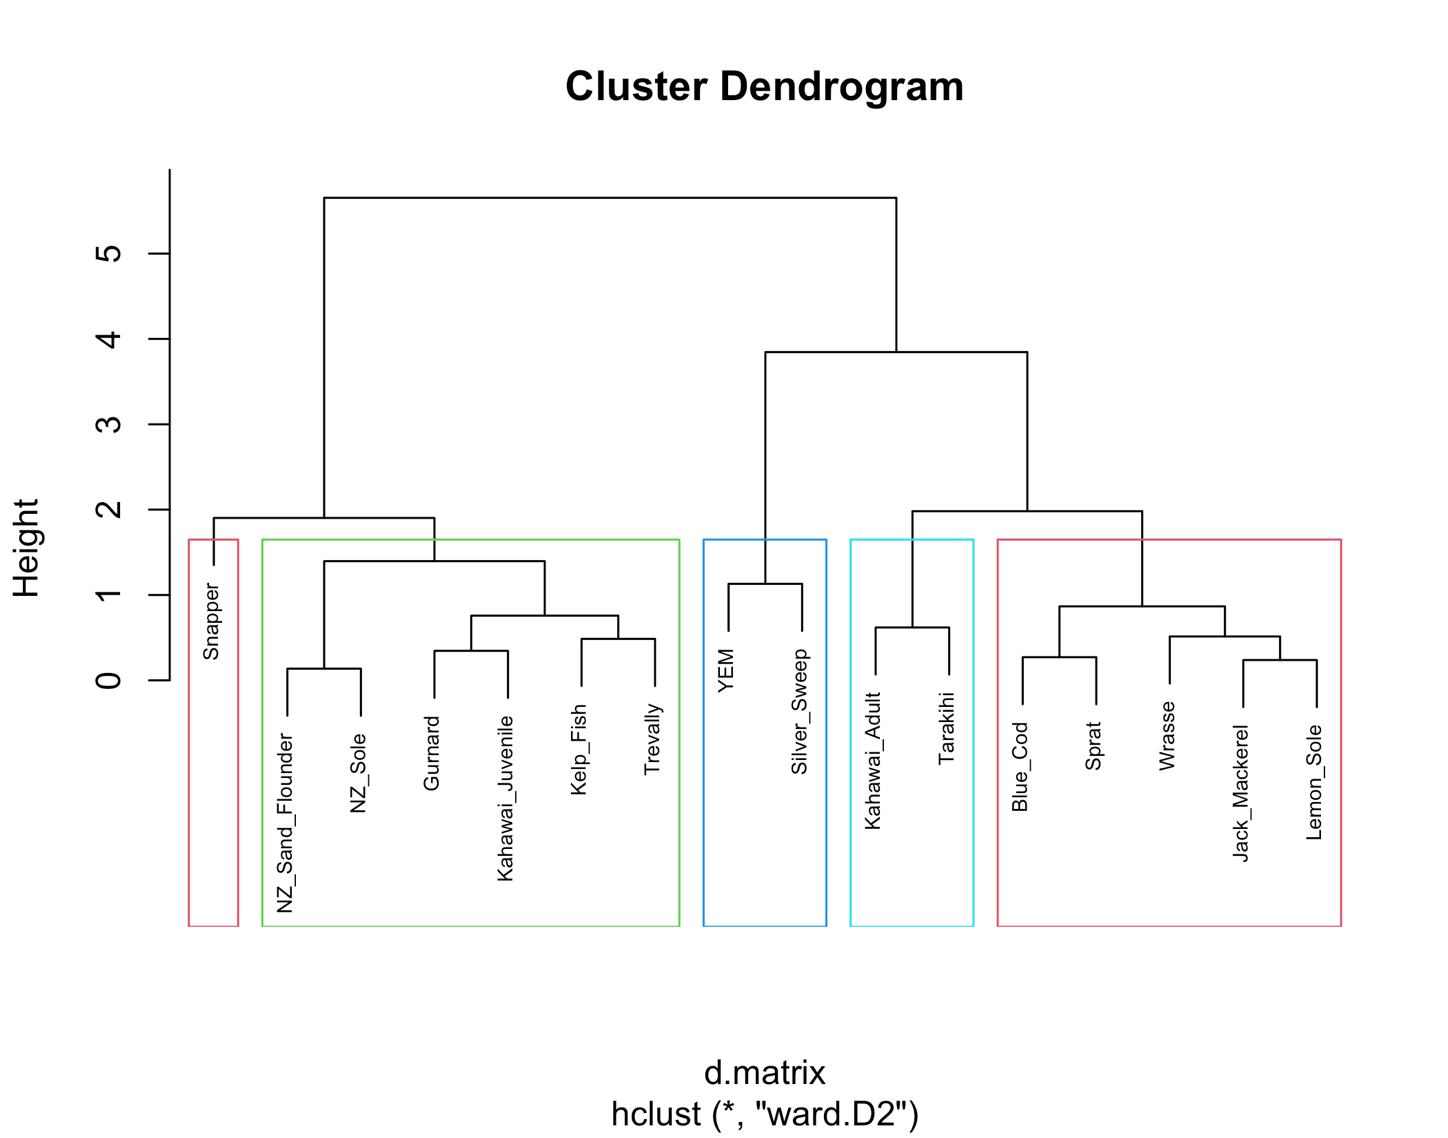 Cluster Dendrogram
Height
5
4
3
2
1
0
Snapper
NZ_Sand_Flounder
NZ_Sole
Gurnard
Kahawai_Juvenile
Kelp_Fish
Trevally
YEM
Silver_Sweep
Kahawai_Adult
Tarakihi
Blue_Cod
Sprat
Wrasse
Jack_Mackerel
Lemon_Sole
d.matrix
hclust (*, "ward.D2")